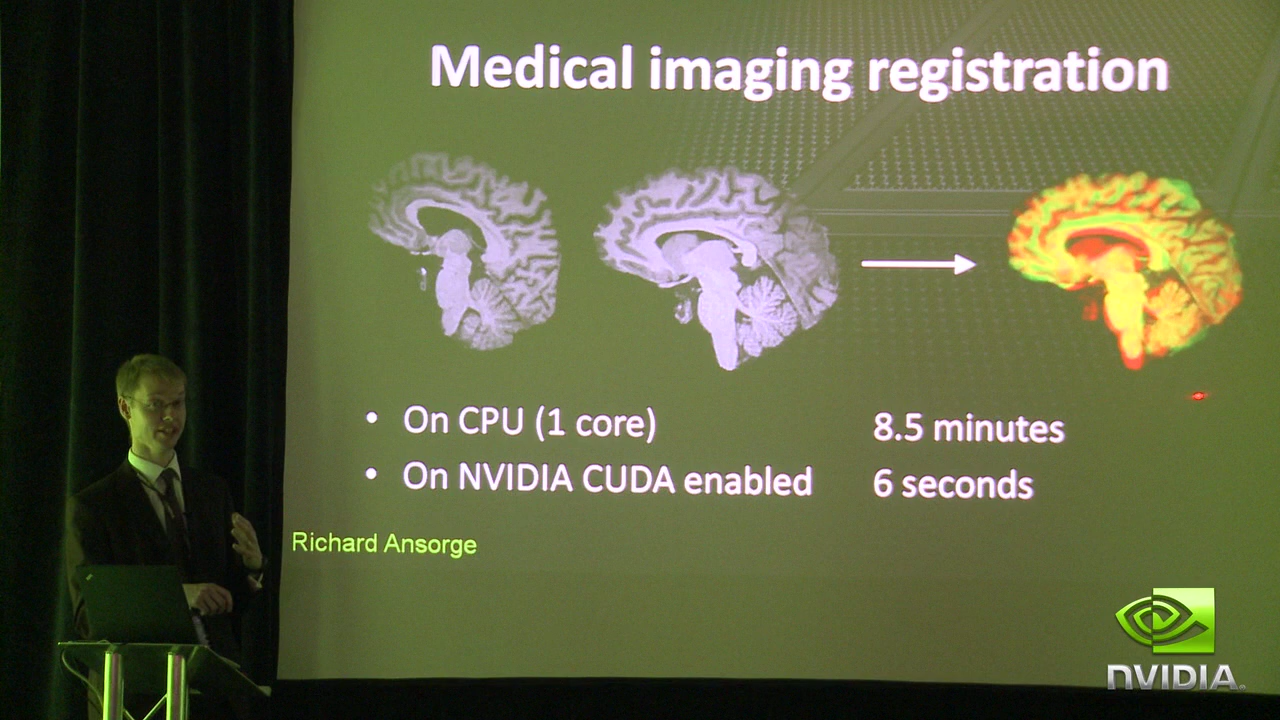 Medical imaging registration
• On CPU (1 core) 8.5 minutes
• On NVIDIA CUDA enabled 6 seconds
Richard Ansorge
NVIDIA